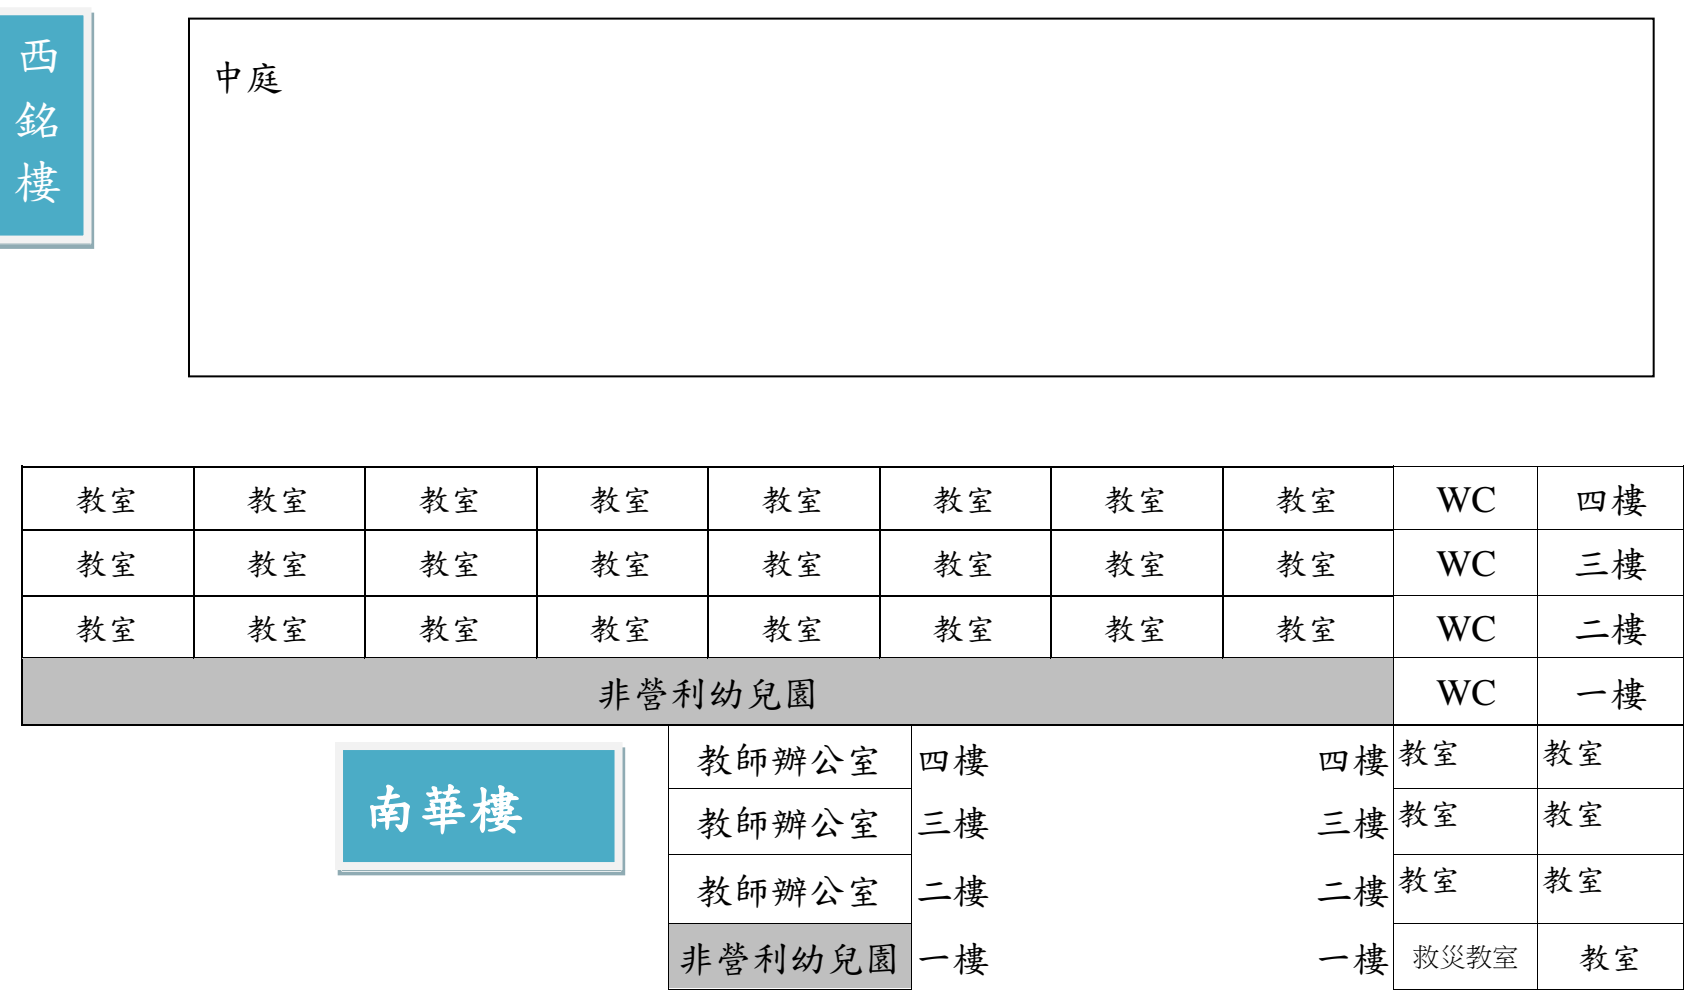 西銘樓
中庭
教室 教室 教室 教室 教室 教室 教室 教室 WC 四樓
教室 教室 教室 教室 教室 教室 教室 教室 WC 三樓
教室 教室 教室 教室 教室 教室 教室 教室 WC 二樓
非營利幼兒園 WC 一樓
南華樓
教師辦公室 四樓 四樓 教室 教室
教師辦公室 三樓 三樓 教室 教室
教師辦公室 二樓 二樓 教室 教室
非營利幼兒園 一樓 一樓 救災教室 教室